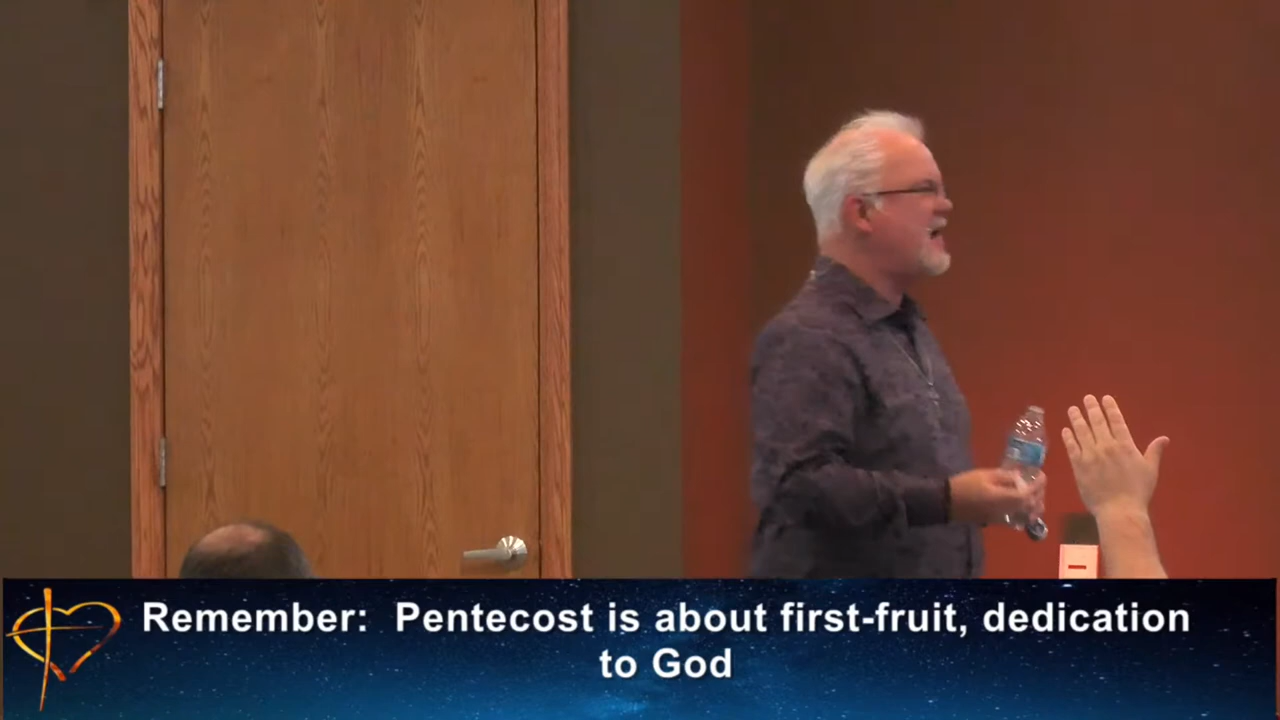 Remember:  Pentecost is about first-fruit, dedication
to God